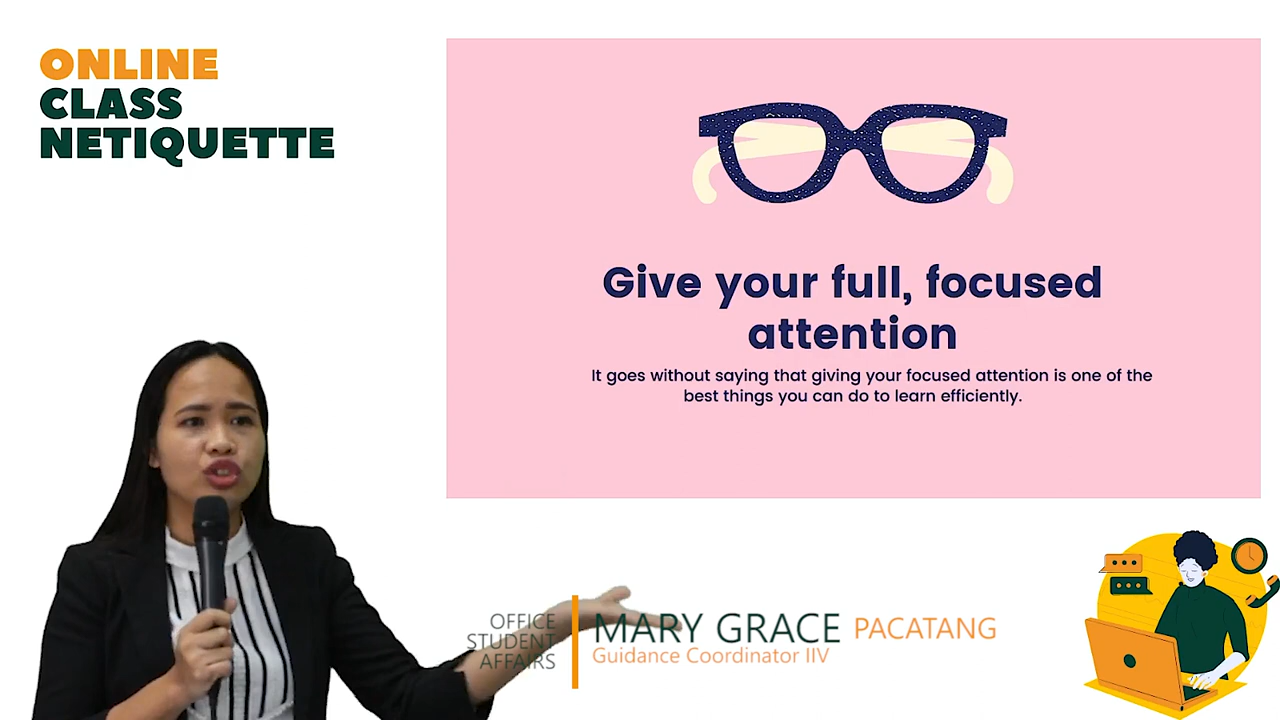 ONLINE
CLASS
NETIQUETTE
Give your full, focused
attention
It goes without saying that giving your focused attention is one of the
best things you can do to learn efficiently.
OFFICE
STUDENT
AFFAIRS
MARY GRACE PACATANG
Guidance Coordinator IIV